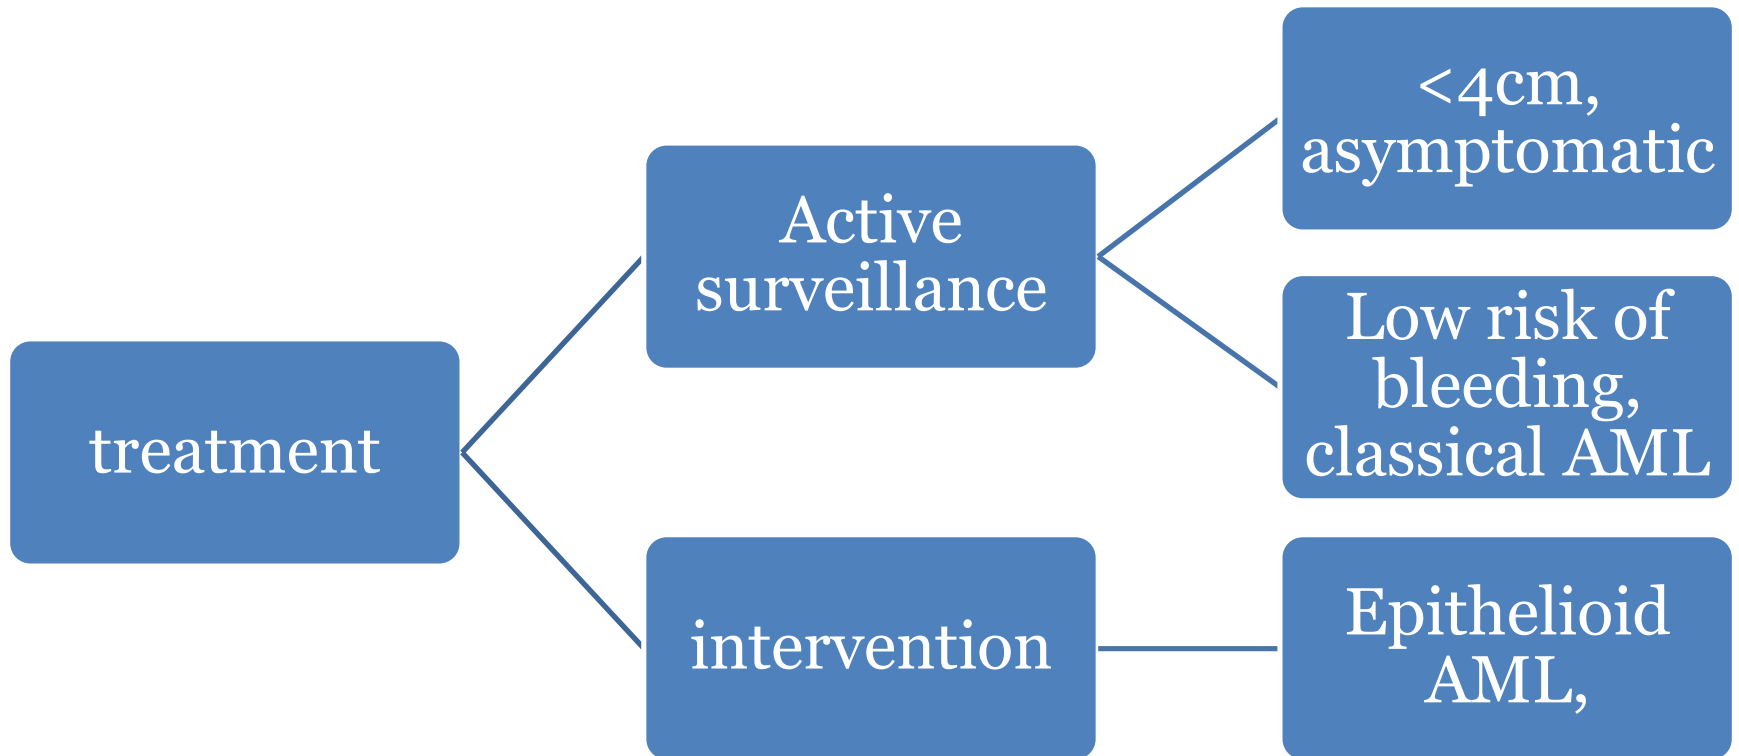 treatment
Active
surveillance
<4cm,
asymptomatic
Low risk of
bleeding,
classical AML
intervention
Epithelioid
AML,